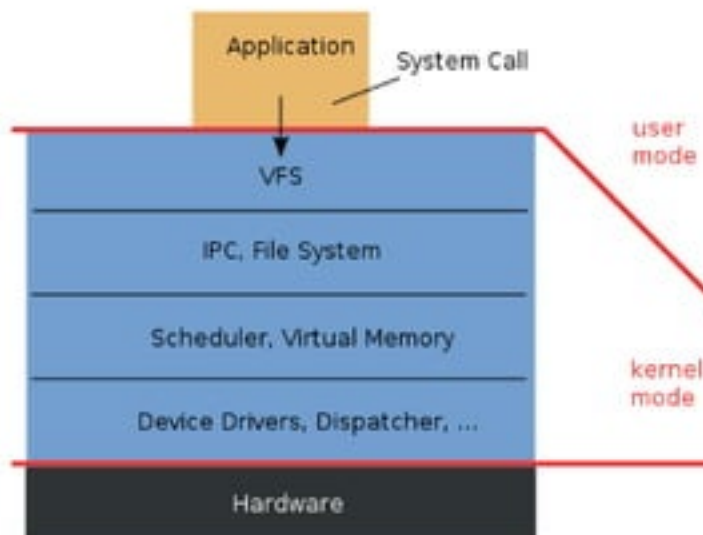 Application
System Call
user
mode
VFS
IPC, File System
Scheduler, Virtual Memory
kernel
mode
Device Drivers, Dispatcher, ...
Hardware